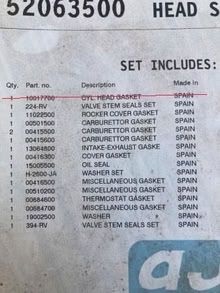 52063500 HEAD S
SET INCLUDES:
Qty. Part. no. Description Made in
1 10017700 CYL. HEAD GASKET SPAIN
1 224-RV VALVE STEM SEALS SET SPAIN
1 11022500 ROCKER COVER GASKET SPAIN
1 00501500 CARBURETTOR GASKET SPAIN
2 00415500 CARBURETTOR GASKET SPAIN
1 00415600 CARBURETTOR GASKET SPAIN
1 13064600 INTAKE-EXHAUST GASKE SPAIN
1 00416300 COVER GASKET SPAIN
1 15005500 OIL SEAL SPAIN
1 H-2600-JA WASHER SET SPAIN
1 00416500 MISCELLANEOUS GASKET SPAIN
1 00510200 MISCELLANEOUS GASKET SPAIN
1 00684600 THERMOSTAT GASKET SPAIN
1 00684700 MISCELLANEOUS GASKET SPAIN
1 19002500 WASHER SPAIN
1 394-RV VALVE STEM SEALS SET SPAIN